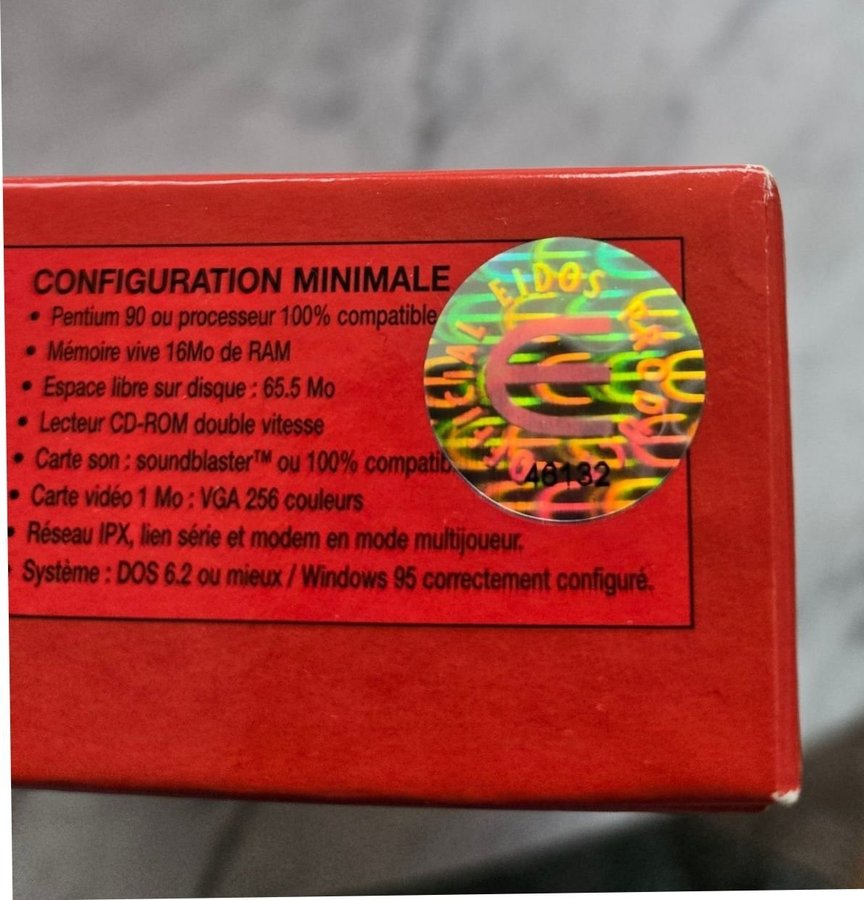 CONFIGURATION MINIMALE
• Pentium 90 ou processeur 100% compatible
• Mémoire vive 16Mo de RAM
• Espace libre sur disque : 65.5 Mo
• Lecteur CD-ROM double vitesse
• Carte son : soundblaster™ ou 100% compatib
• Carte vidéo 1 Mo : VGA 256 couleurs
• Réseau IPX, lien série et modem en mode multijoueur.
• Système : DOS 6.2 ou mieux / Windows 95 correctement configuré.
OFFICIAL EIDOS PRODUCT
E
46132